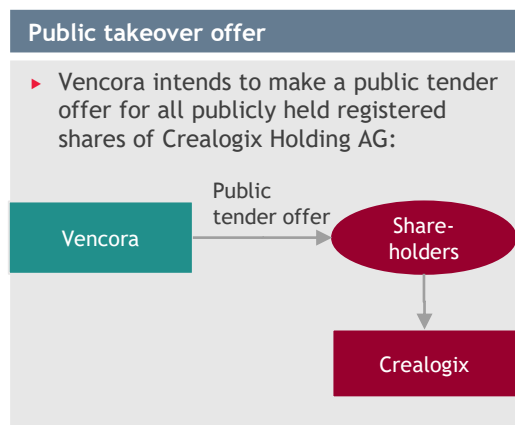 Public takeover offer
▸ Vencora intends to make a public tender
offer for all publicly held registered
shares of Crealogix Holding AG:
Public
tender offer
Vencora
Share-
holders
Crealogix